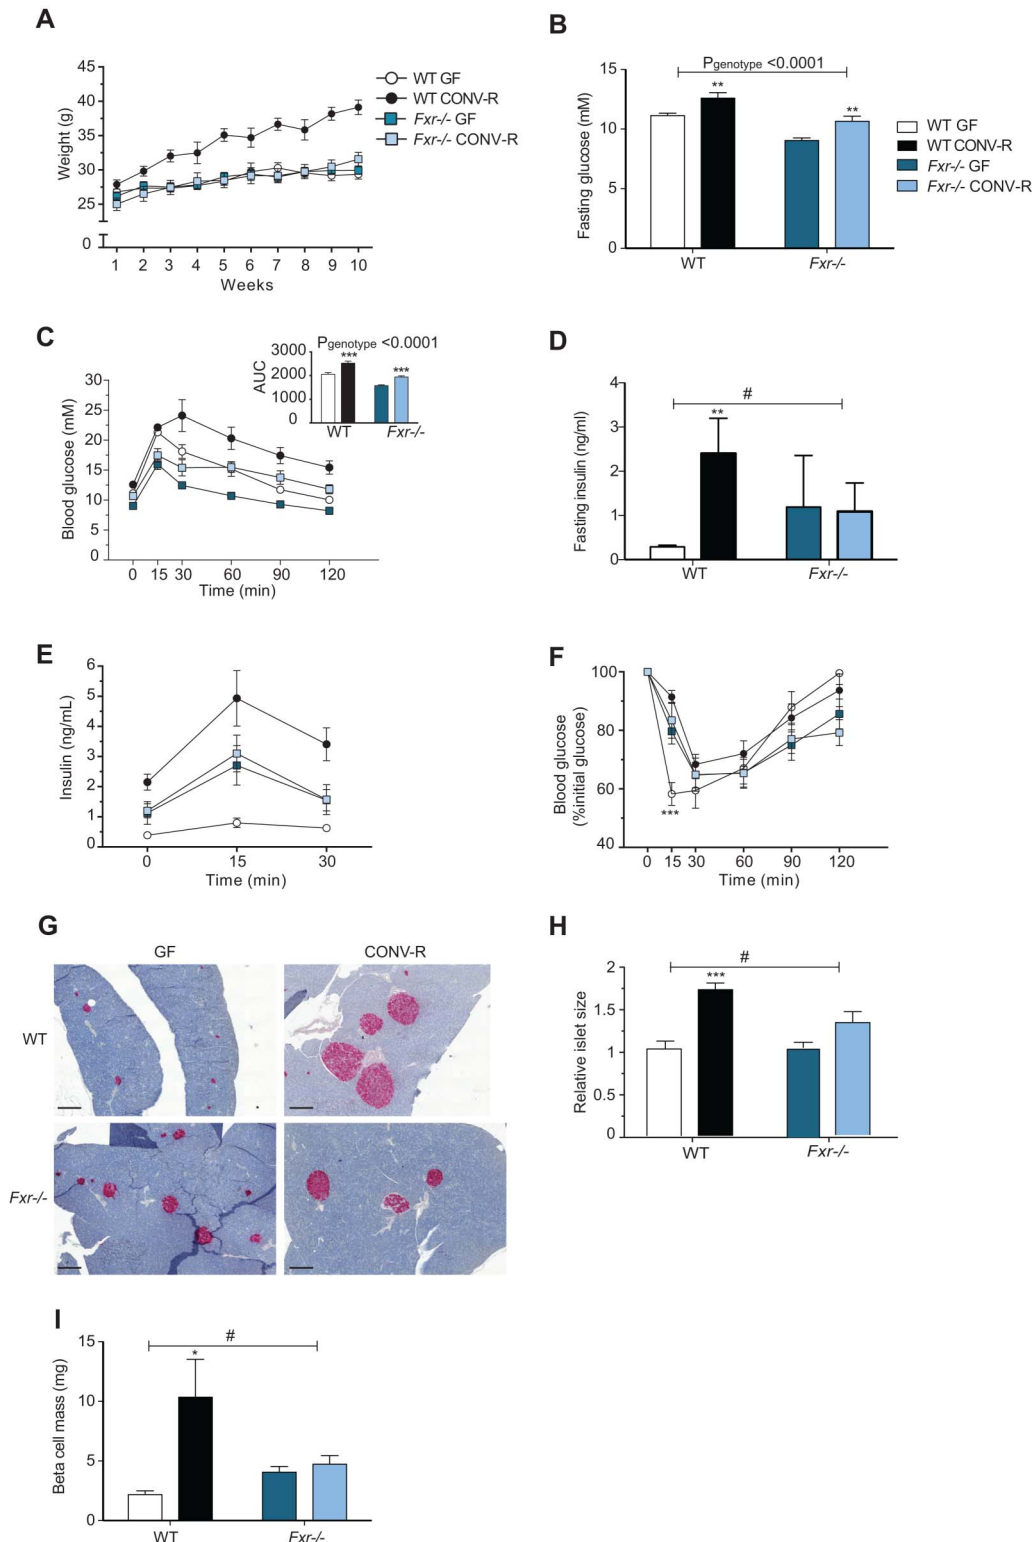 A
45
40
35
30
25
0
Weight (g)
1 2 3 4 5 6 7 8 9 10
Weeks
WT GF
WT CONV-R
Fxr-/- GF
Fxr-/- CONV-R
B
Pgenotype <0.0001
15
10
5
0
Fasting glucose (mM)
**
**
WT
Fxr-/-
WT GF
WT CONV-R
Fxr-/- GF
Fxr-/- CONV-R
C
Pgenotype <0.0001
3000
2000
1000
0
AUC
***
***
WT
Fxr-/-
30
25
20
15
10
5
0
Blood glucose (mM)
0 15 30 60 90 120
Time (min)
D
4
3
2
1
0
Fasting insulin (ng/ml)
#
**
WT
Fxr-/-
E
6
5
4
3
2
1
0
Insulin (ng/mL)
0 15 30
Time (min)
F
100
80
60
40
Blood glucose
(%initial glucose)
***
0 15 30 60 90 120
Time (min)
G
GF
CONV-R
WT
Fxr-/-
H
#
2
1.5
1
0.5
0
Relative islet size
***
WT
Fxr-/-
I
#
15
10
5
0
Beta cell mass (mg)
*
WT
Fxr-/-